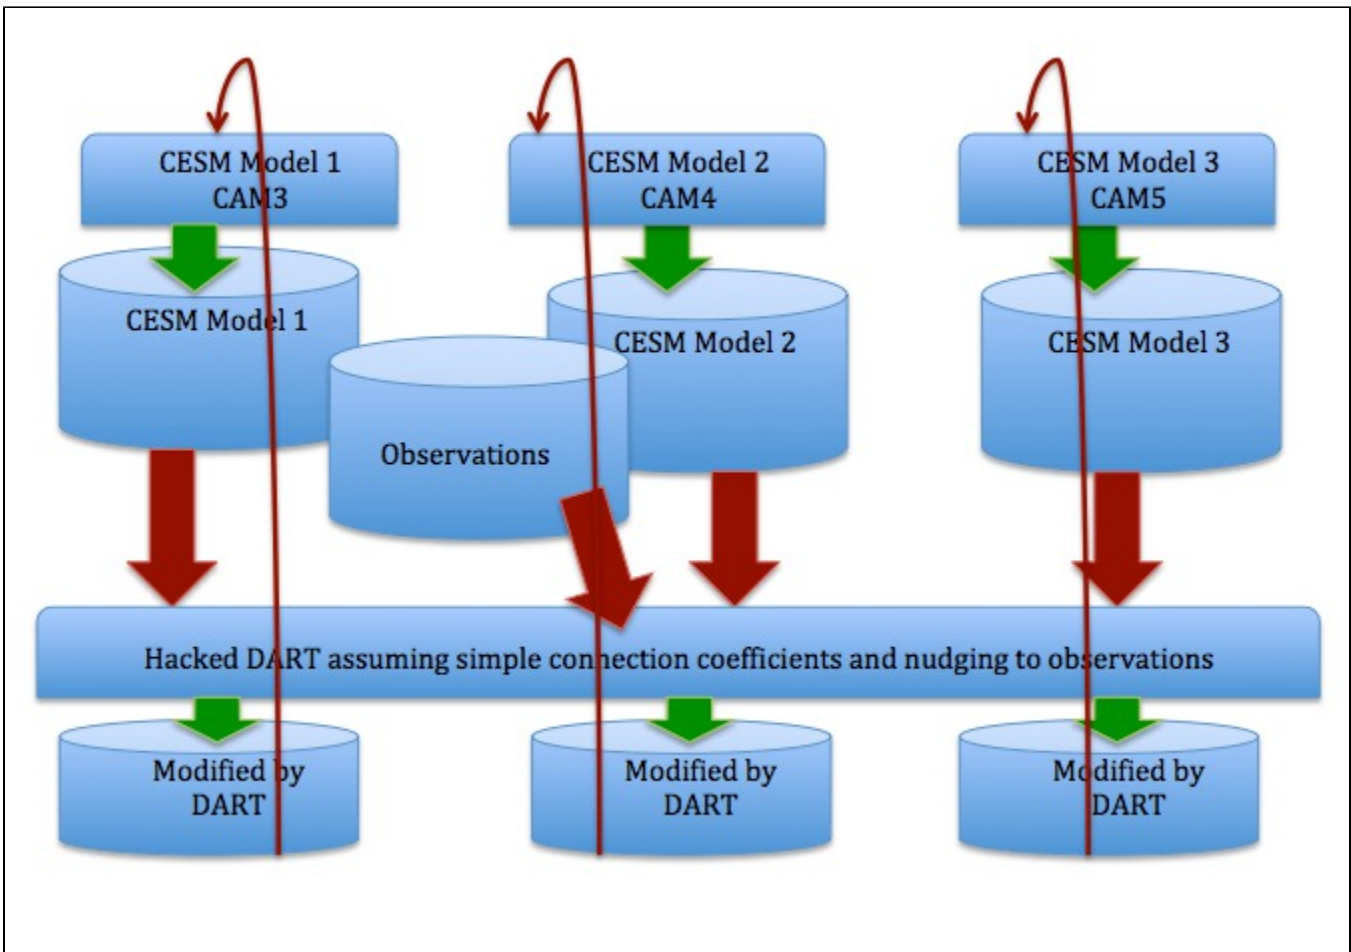 CESM Model 1
CAM3
CESM Model 2
CAM4
CESM Model 3
CAM5
CESM Model 1
CESM Model 2
CESM Model 3
Observations
Hacked DART assuming simple connection coefficients and nudging to observations
Modified by
DART
Modified by
DART
Modified by
DART